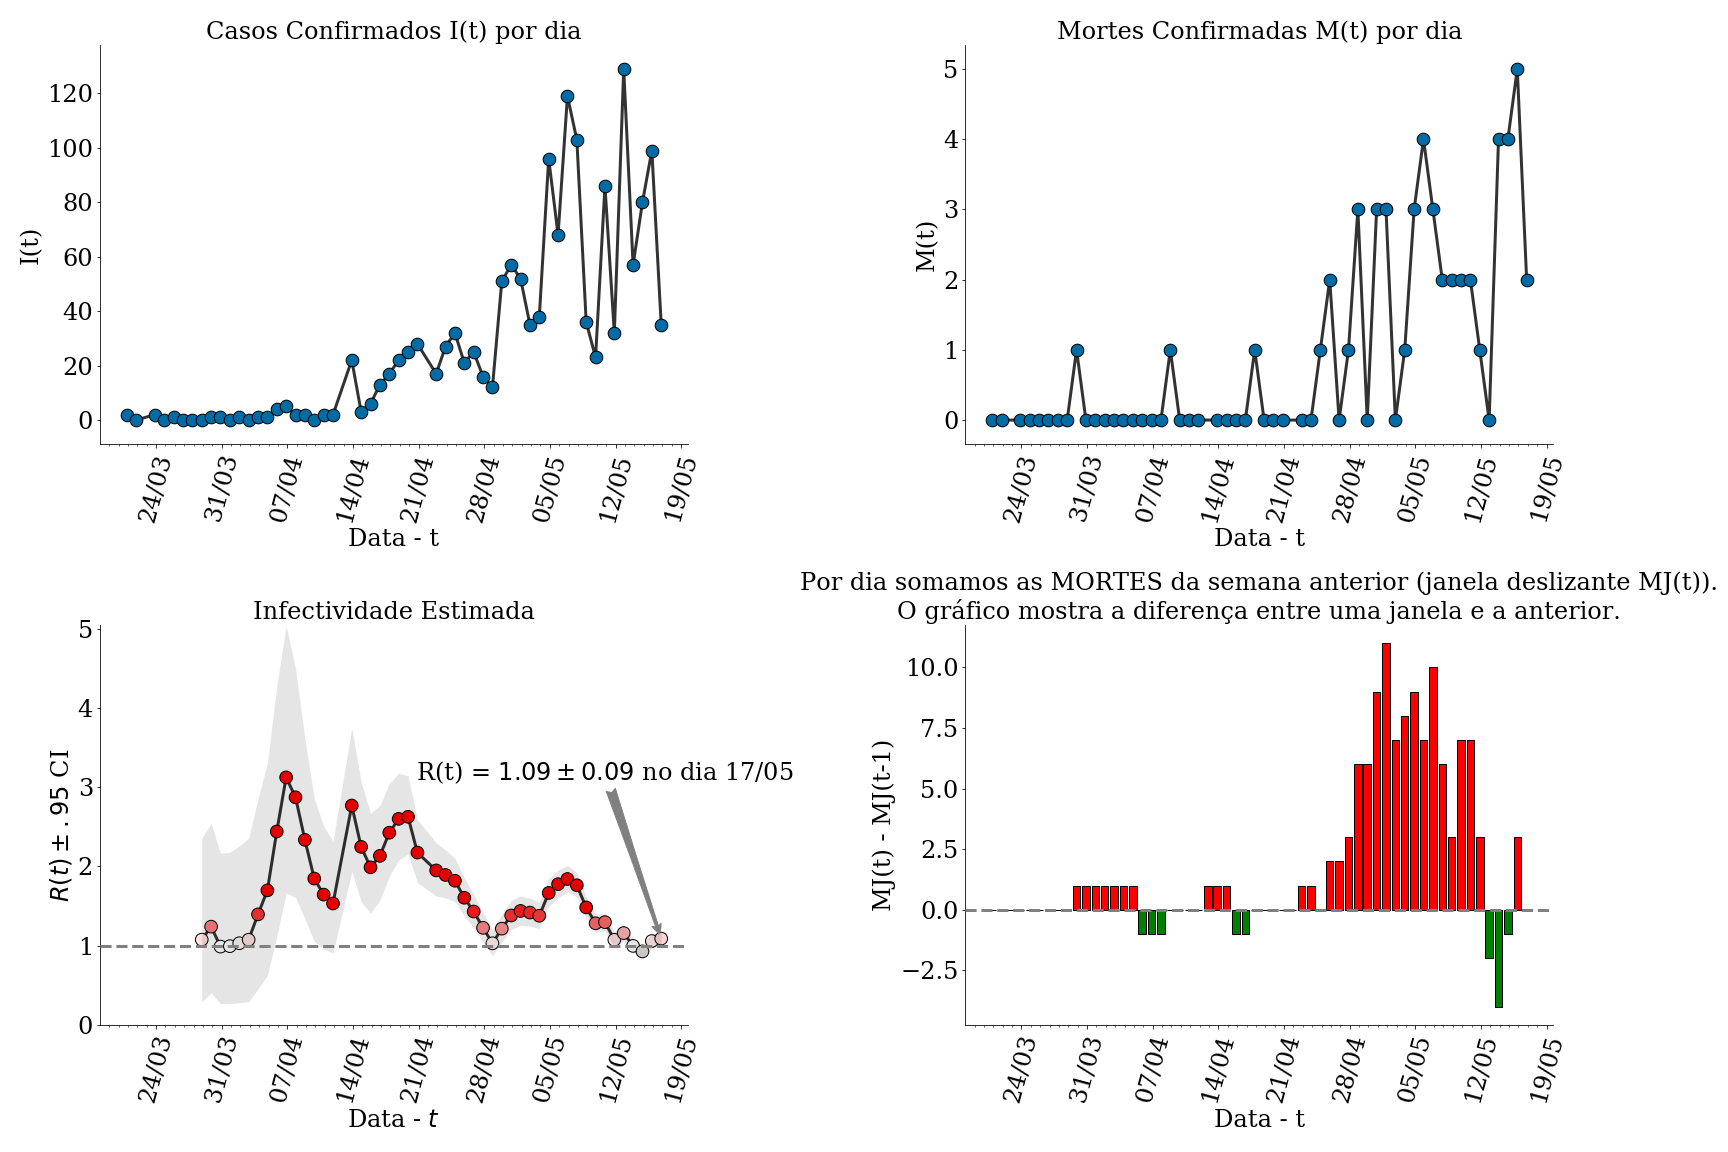 Casos Confirmados I(t) por dia
I(t)
120
100
80
60
40
20
0
24/03 31/03 07/04 14/04 21/04 28/04 05/05 12/05 19/05
Data - t
Mortes Confirmadas M(t) por dia
M(t)
5
4
3
2
1
0
24/03 31/03 07/04 14/04 21/04 28/04 05/05 12/05 19/05
Data - t
Infectividade Estimada
R(t) ± .95 CI
5
4
3
2
1
0
R(t) = 1.09 ± 0.09 no dia 17/05
24/03 31/03 07/04 14/04 21/04 28/04 05/05 12/05 19/05
Data - t
Por dia somamos as MORTES da semana anterior (janela deslizante MJ(t)).
O gráfico mostra a diferença entre uma janela e a anterior.
MJ(t) - MJ(t-1)
10.0
7.5
5.0
2.5
0.0
−2.5
24/03 31/03 07/04 14/04 21/04 28/04 05/05 12/05 19/05
Data - t